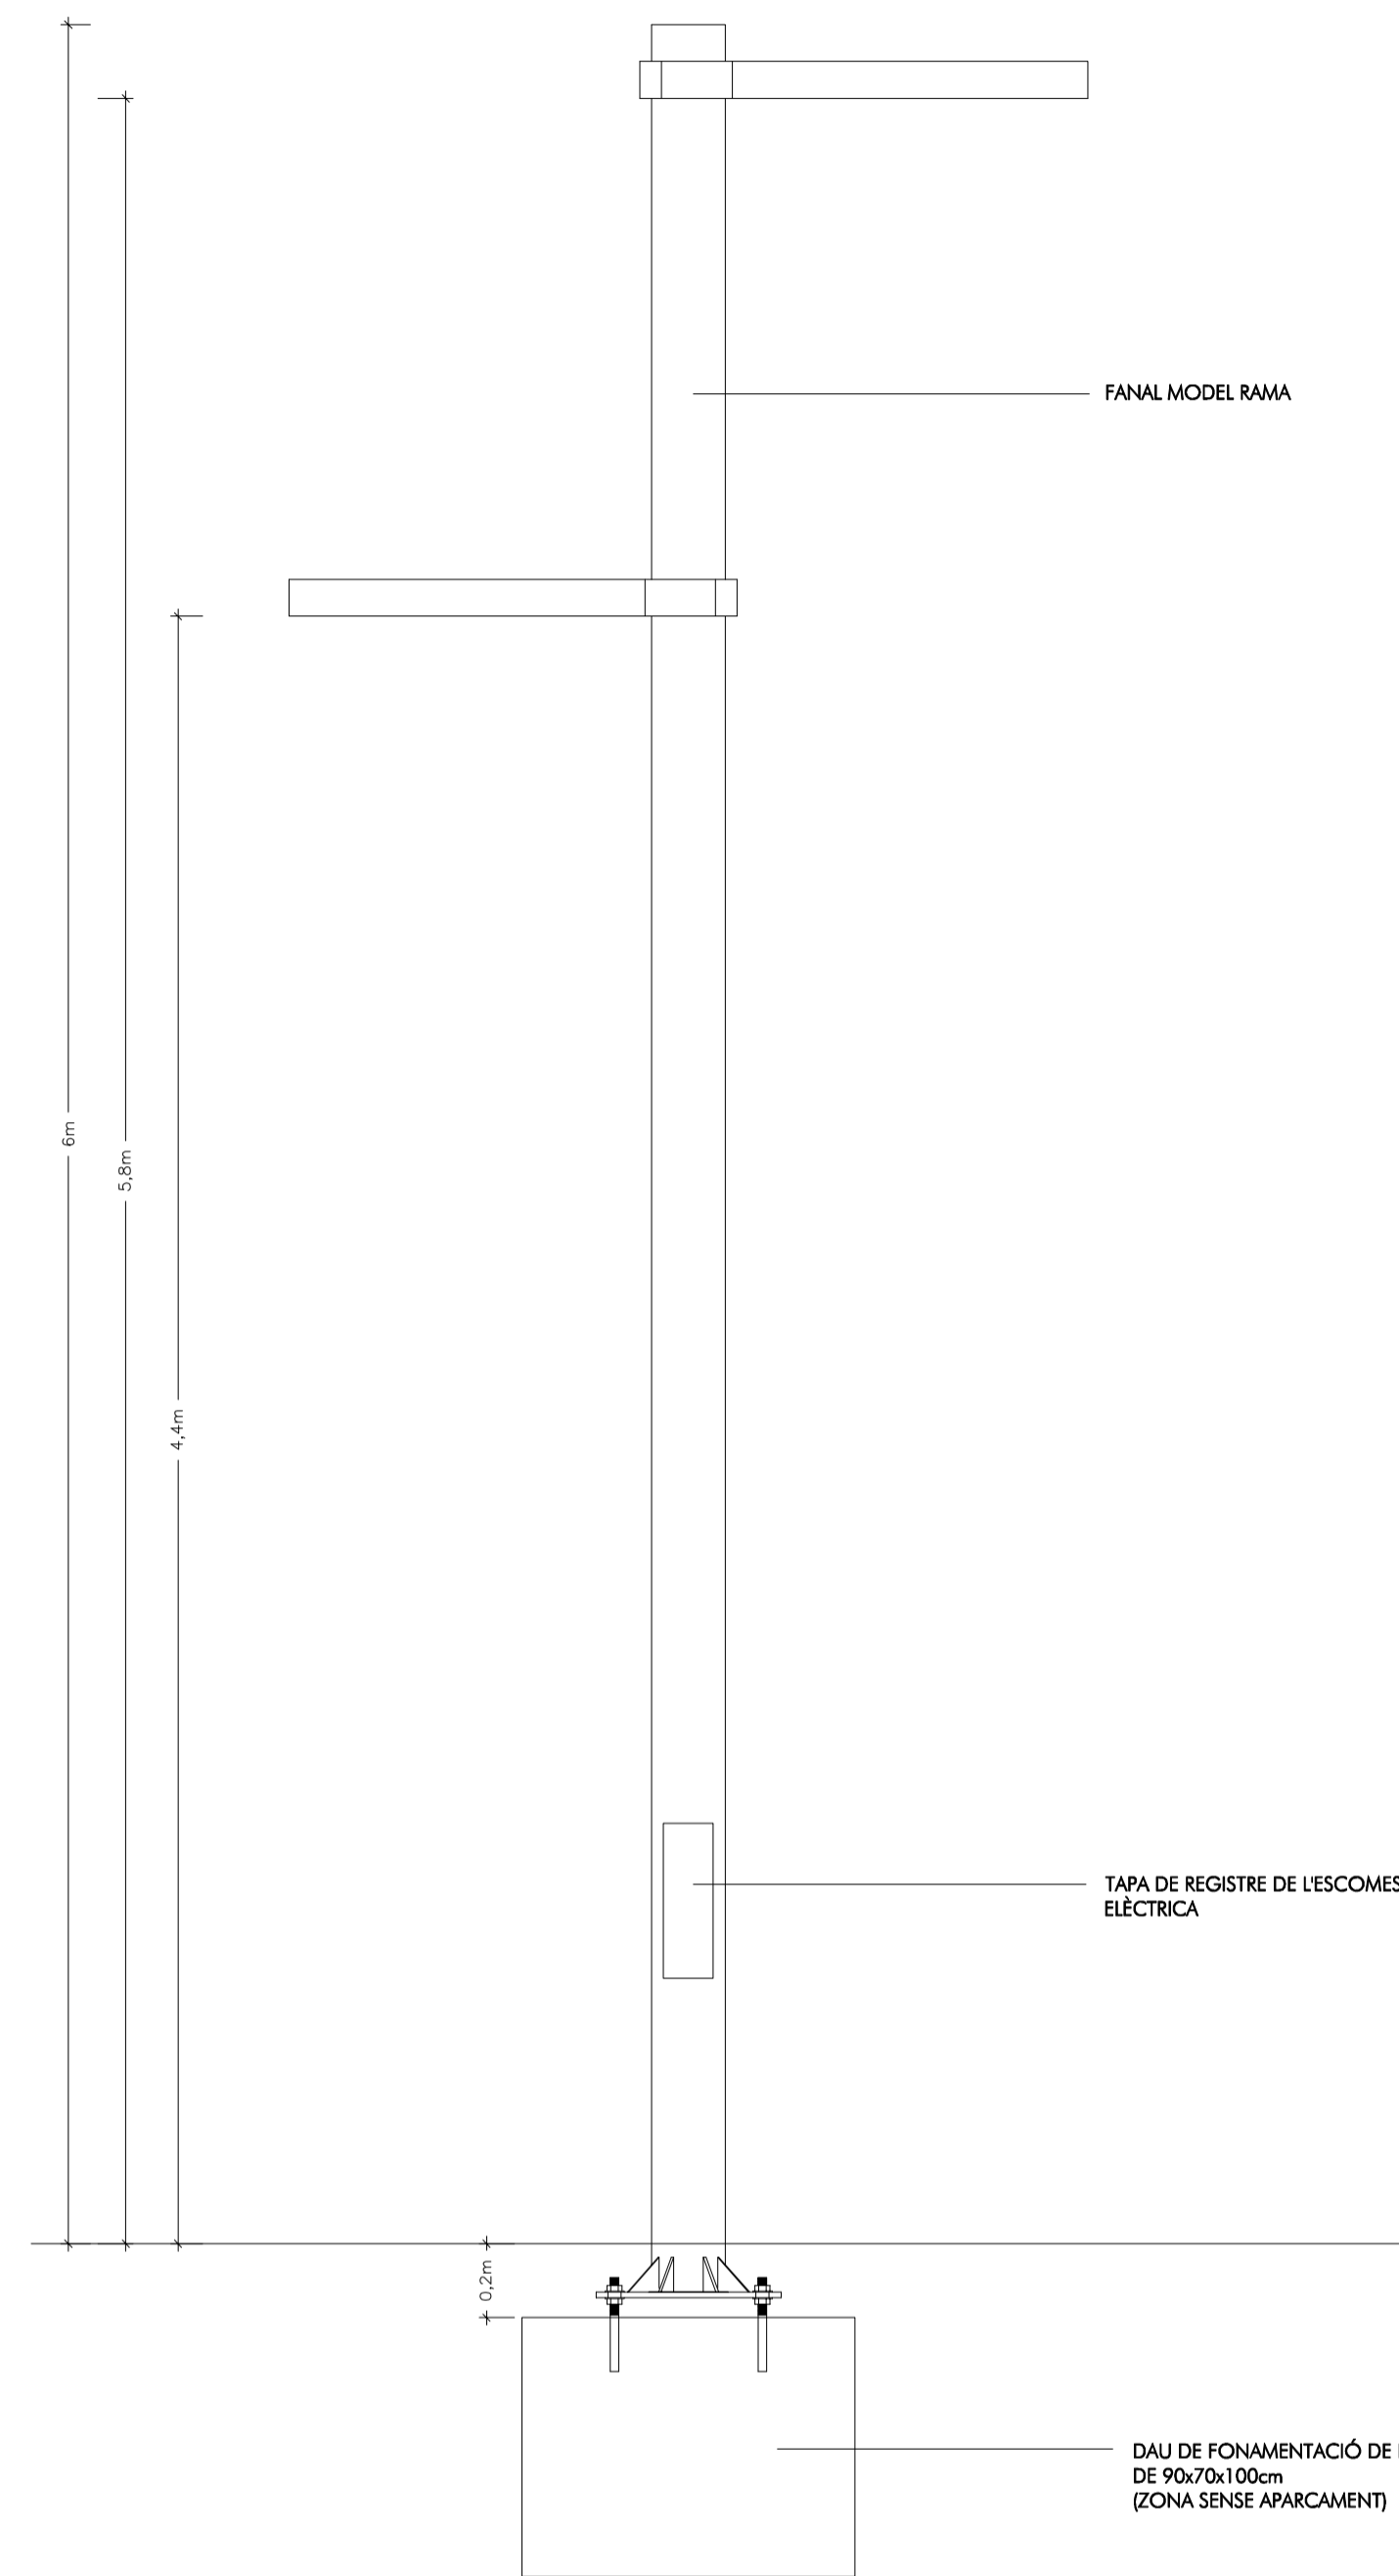 FANAL MODEL RAMA
6m
5,8m
4,4m
TAPA DE REGISTRE DE L'ESCOMES
ELÈCTRICA
0,2m
DAU DE FONAMENTACIÓ DE
DE 90x70x100cm
(ZONA SENSE APARCAMENT)